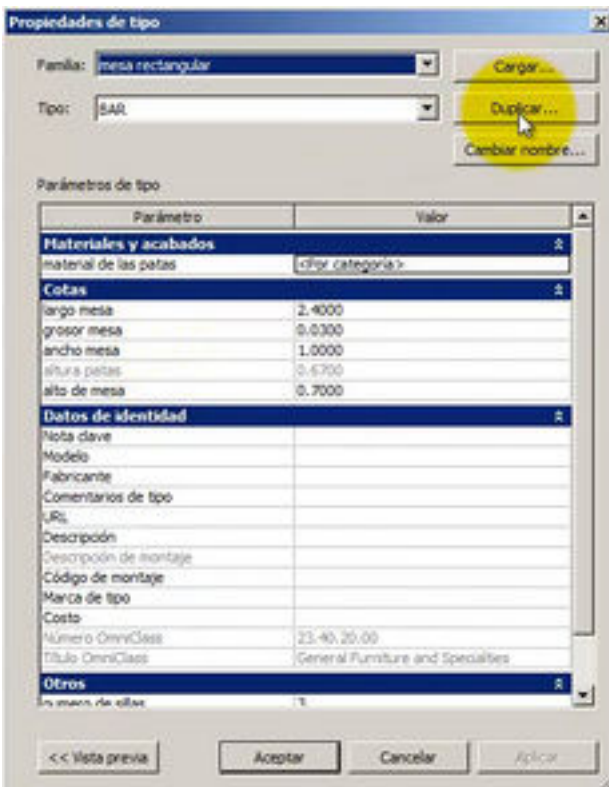 Propiedades de tipo
Familia: mesa rectangular Cargar...
Tipo: BAR Duplicar...
Cambiar nombre...
Parámetros de tipo
Parámetro Valor
Materiales y acabados
material de las patas <Por categoría>
Cotas
largo mesa 2.4000
grosor mesa 0.0300
ancho mesa 1.0000
altura patas 0.6700
alto de mesa 0.7000
Datos de identidad
Nota clave
Modelo
Fabricante
Comentarios de tipo
URL
Descripción
Descripción de montaje
Código de montaje
Marca de tipo
Costo
Número OmniClass 23.40.20.00
Título OmniClass General Furniture and Specialties
Otros
numero de sillas 3
<< Vista previa Aceptar Cancelar Aplicar